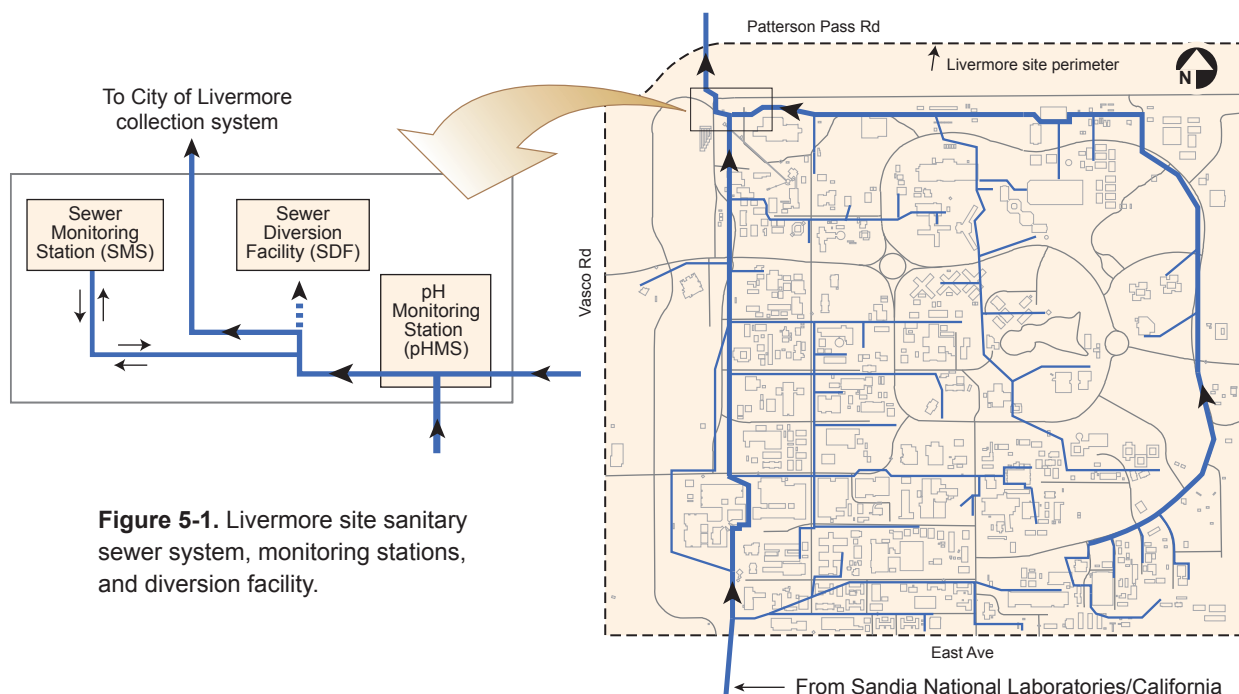 Patterson Pass Rd
Livermore site perimeter
N
To City of Livermore
collection system
Sewer
Monitoring
Station (SMS)
Sewer
Diversion
Facility (SDF)
pH
Monitoring
Station
(pHMS)
Vasco Rd
Figure 5-1. Livermore site sanitary
sewer system, monitoring stations,
and diversion facility.
East Ave
From Sandia National Laboratories/California